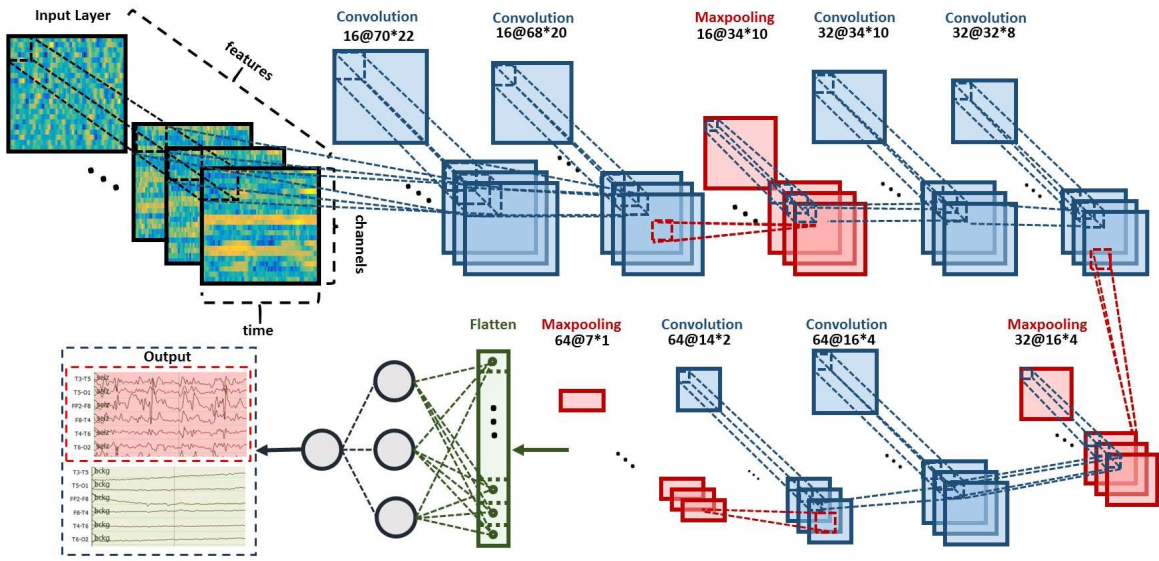 Input Layer
features
channels
time
Convolution
16@70*22
Convolution
16@68*20
Maxpooling
16@34*10
Convolution
32@34*10
Convolution
32@32*8
Flatten
Maxpooling
64@7*1
Convolution
64@14*2
Convolution
64@16*4
Maxpooling
32@16*4
Output
T3-T5
T5-O1
FP2-F8
F8-T4
T4-T6
T6-O2
T3-T5 bckg
T5-O1 bckg
FP2-F8 bckg
F8-T4 bckg
T4-T6 bckg
T6-O2 bckg